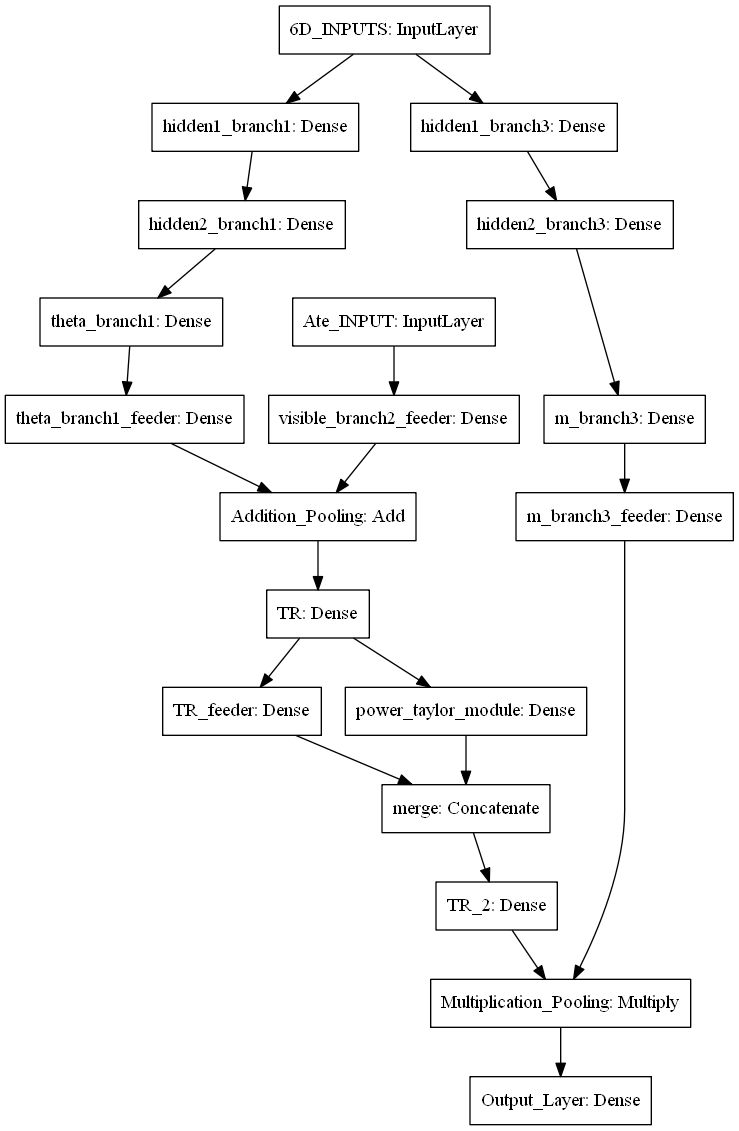 6D_INPUTS: InputLayer
hidden1_branch1: Dense
hidden1_branch3: Dense
hidden2_branch1: Dense
hidden2_branch3: Dense
theta_branch1: Dense
Ate_INPUT: InputLayer
theta_branch1_feeder: Dense
visible_branch2_feeder: Dense
m_branch3: Dense
Addition_Pooling: Add
m_branch3_feeder: Dense
TR: Dense
TR_feeder: Dense
power_taylor_module: Dense
merge: Concatenate
TR_2: Dense
Multiplication_Pooling: Multiply
Output_Layer: Dense